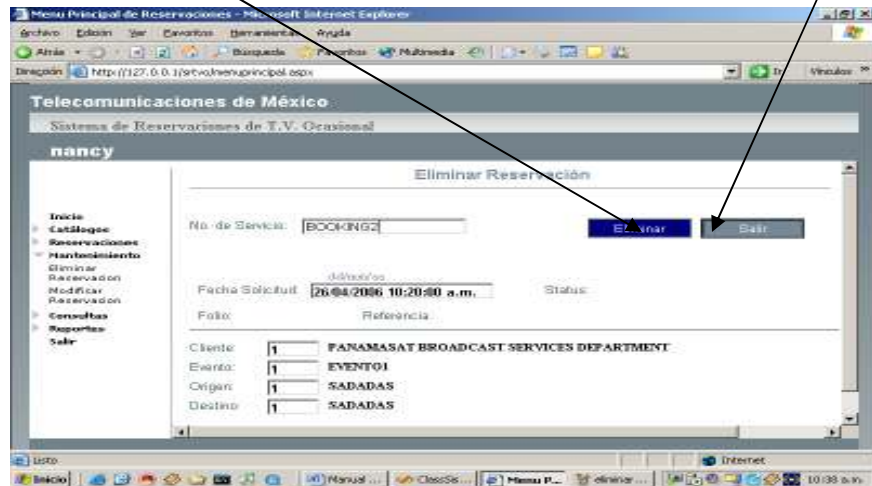 Menu Principal de Reservaciones - Microsoft Internet Explorer
Archivo Edición Ver Favoritos Herramientas Ayuda
Atrás Búsqueda Favoritos Multimedia
Dirección http://127.0.0.1/srtvo/menuprincipal.aspx Ir Vínculos
Telecomunicaciones de México
Sistema de Reservaciones de T.V. Ocasional
nancy
Eliminar Reservación
Inicio
Catálogos
Reservaciones
Mantenimiento
Eliminar
Reservacion
Modificar
Reservacion
Consultas
Reportes
Salir
No. de Servicio: BOOKING2 Eliminar Salir
dd/mm/aa
Fecha Solicitud: 26/04/2006 10:20:00 a.m. Status:
Folio: Referencia:
Cliente: 1 PANAMASAT BROADCAST SERVICES DEPARTMENT
Evento: 1 EVENTO1
Origen: 1 SADADAS
Destino: 1 SADADAS
Listo Internet
Inicio Manual ... ClassSis... Menu P... eliminar ... 10:38 a.m.